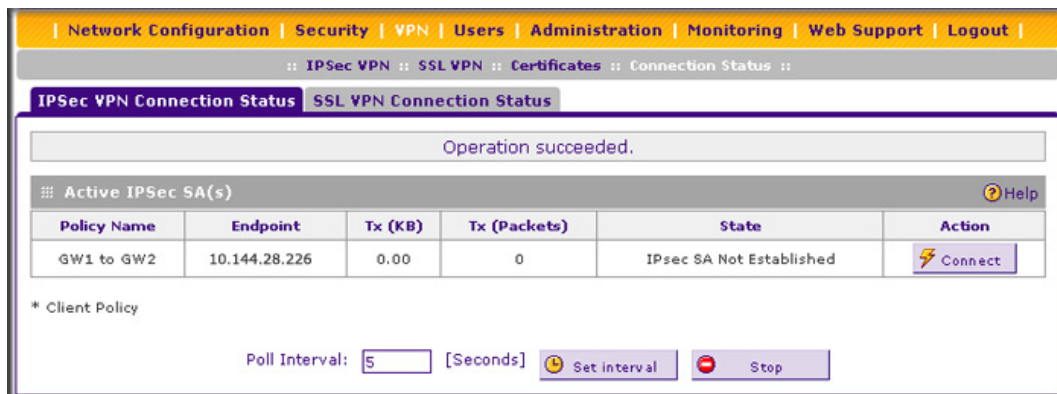 | Network Configuration | Security | VPN | Users | Administration | Monitoring | Web Support | Logout |
:: IPSec VPN :: SSL VPN :: Certificates :: Connection Status ::
IPSec VPN Connection Status SSL VPN Connection Status
Operation succeeded.
Active IPSec SA(s) Help
Policy Name Endpoint Tx (KB) Tx (Packets) State Action
GW1 to GW2 10.144.28.226 0.00 0 IPsec SA Not Established Connect
* Client Policy
Poll Interval: 5 [Seconds] Set interval Stop